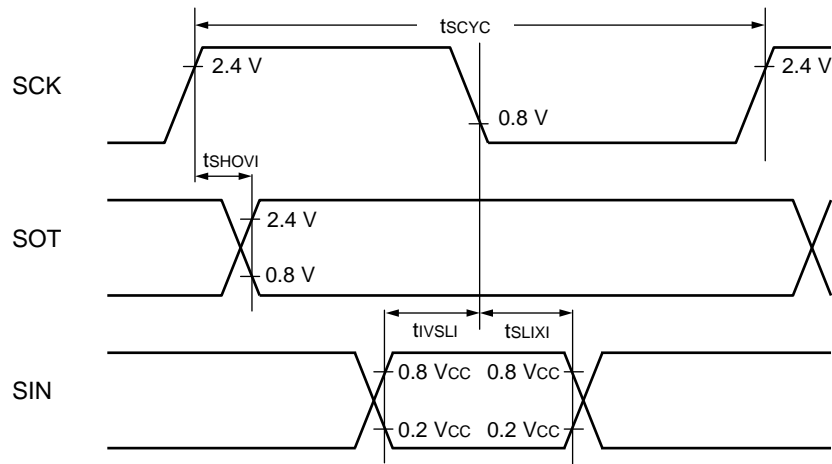 tSCYC
SCK
2.4 V
2.4 V
0.8 V
tSHOVI
SOT
2.4 V
0.8 V
tIVSLI
tSLIXI
SIN
0.8 VCC
0.8 VCC
0.2 VCC
0.2 VCC